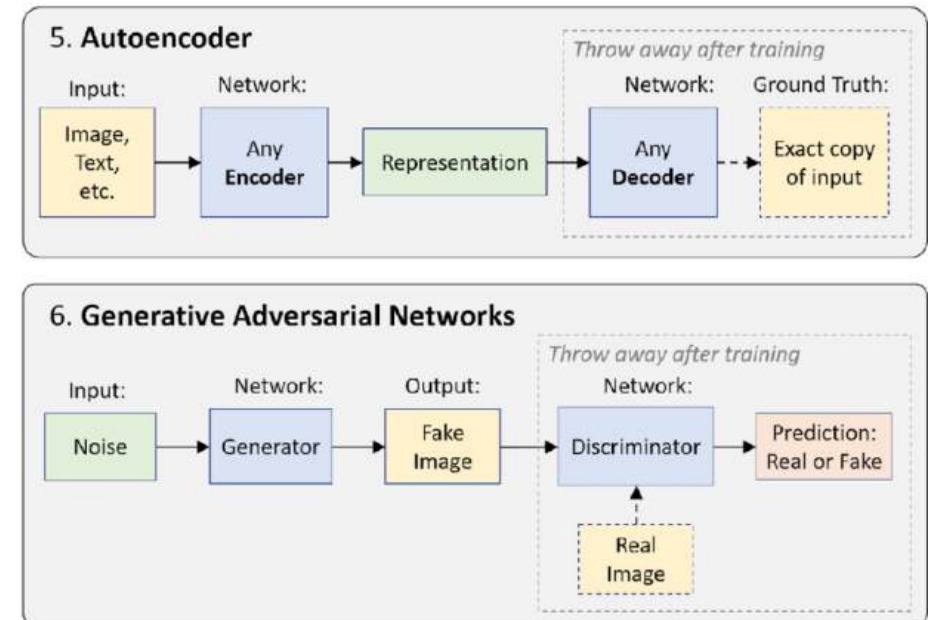 5. Autoencoder
Throw away after training
Input:
Network:
Network:
Ground Truth:
Image,
Text,
etc.
Any
Encoder
Representation
Any
Decoder
Exact copy
of input
6. Generative Adversarial Networks
Throw away after training
Input:
Network:
Output:
Network:
Noise
Generator
Fake
Image
Discriminator
Prediction:
Real or Fake
Real
Image